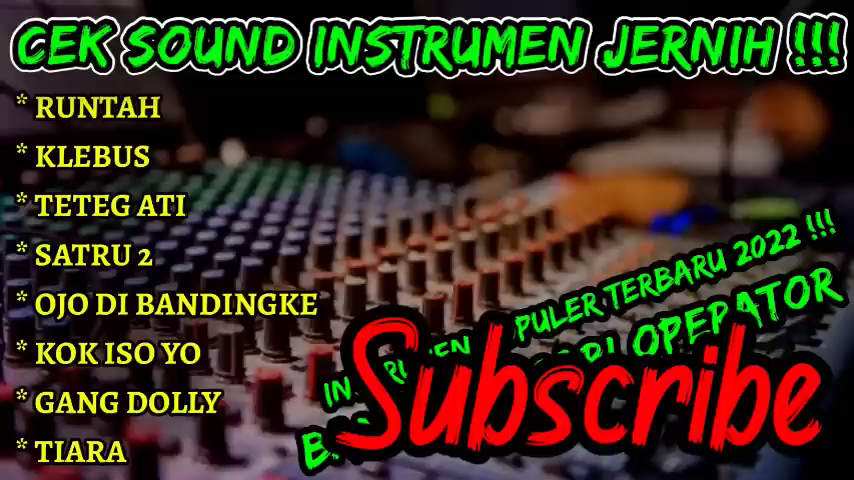 CEK SOUND INSTRUMEN JERNIH !!!
* RUNTAH
* KLEBUS
* TETEG ATI
* SATRU 2
* OJO DI BANDINGKE
* KOK ISO YO
* GANG DOLLY
* TIARA
TERBARU 2022 !!!
OPERATOR
Subscribe